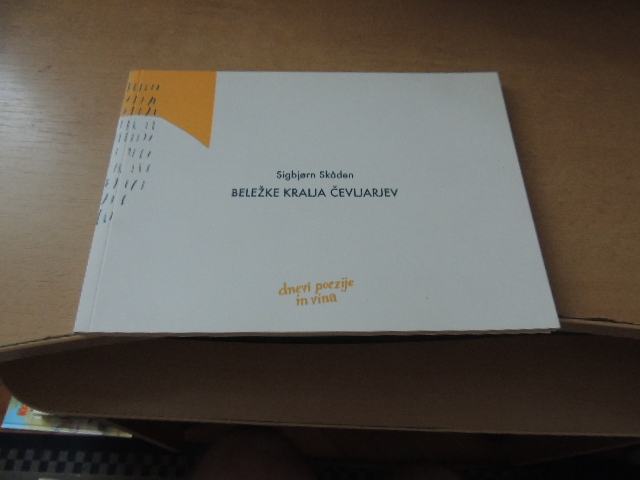 Sigbjørn Skåden
BELEŽKE KRALJA ČEVLJARJEV
dnevi poezije
in vina